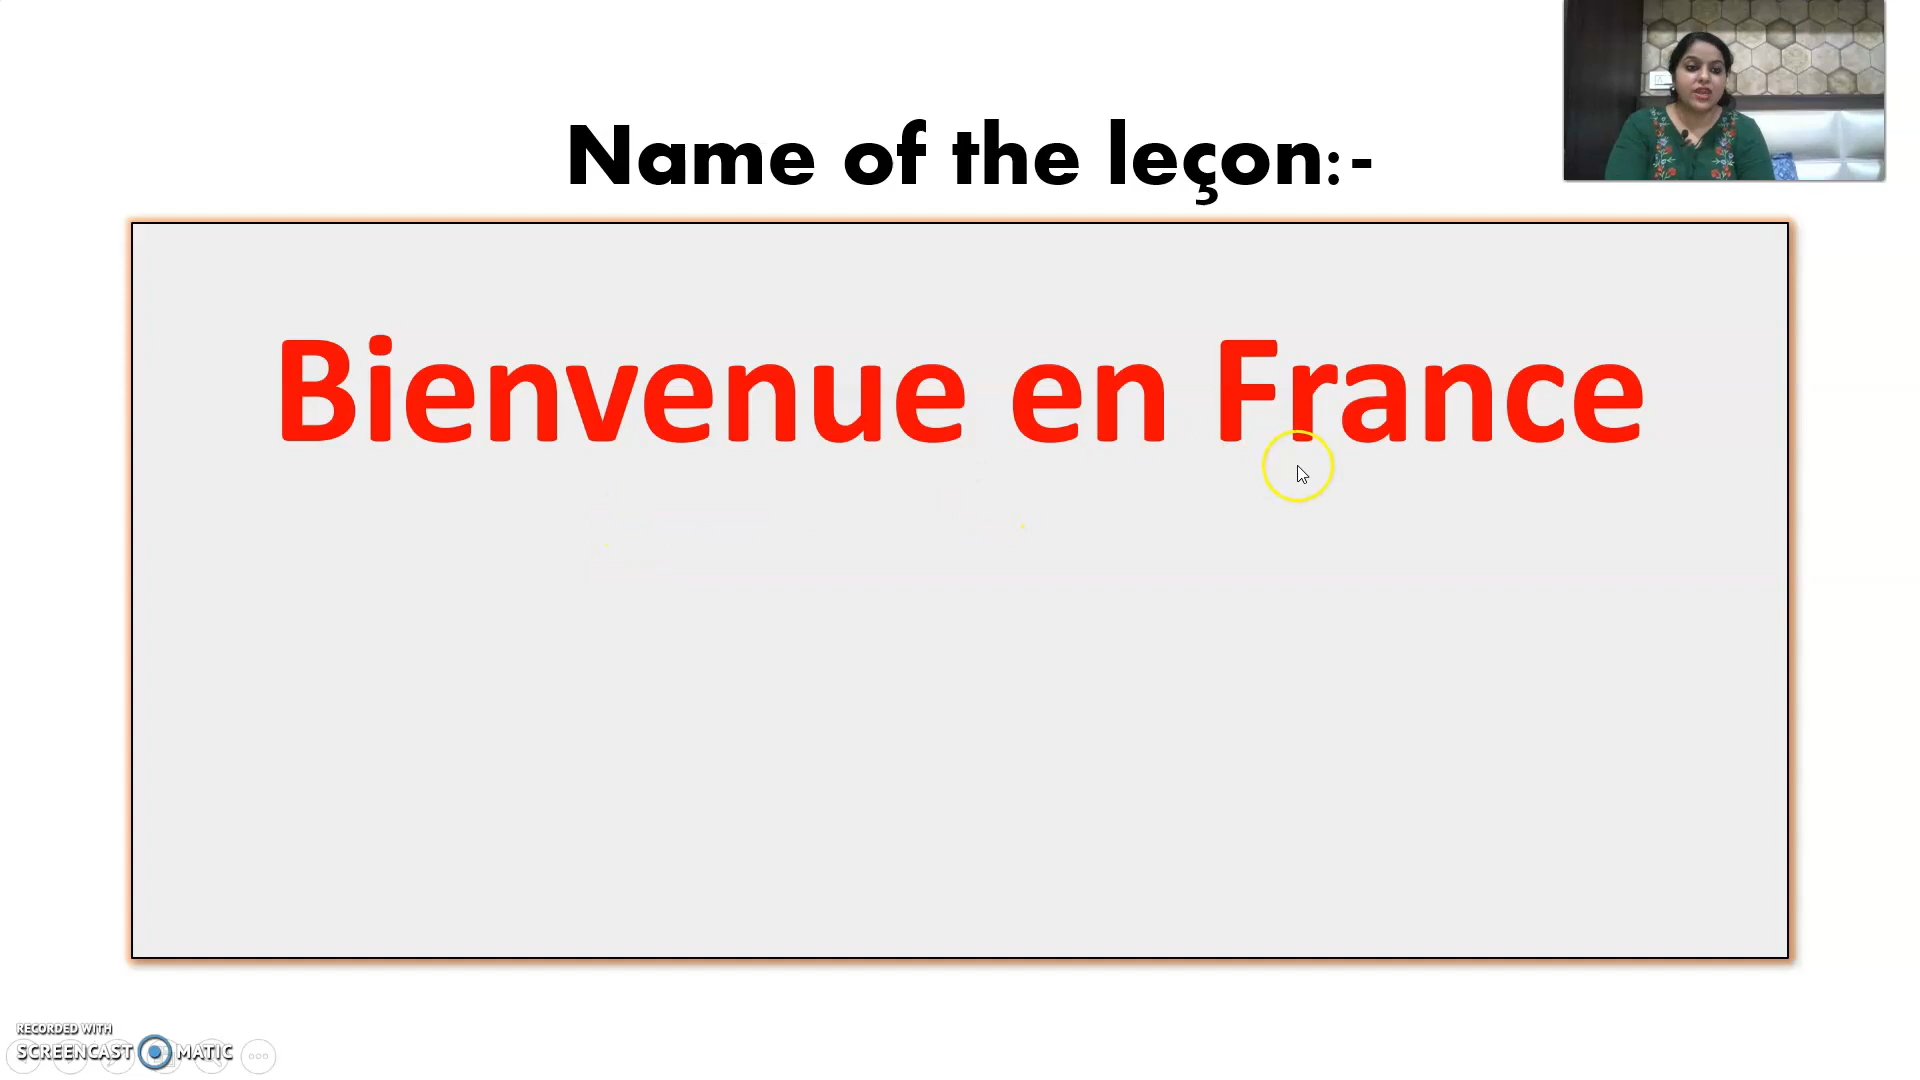 Name of the leçon:-
Bienvenue en France
RECORDED WITH
SCREENCAST MATIC